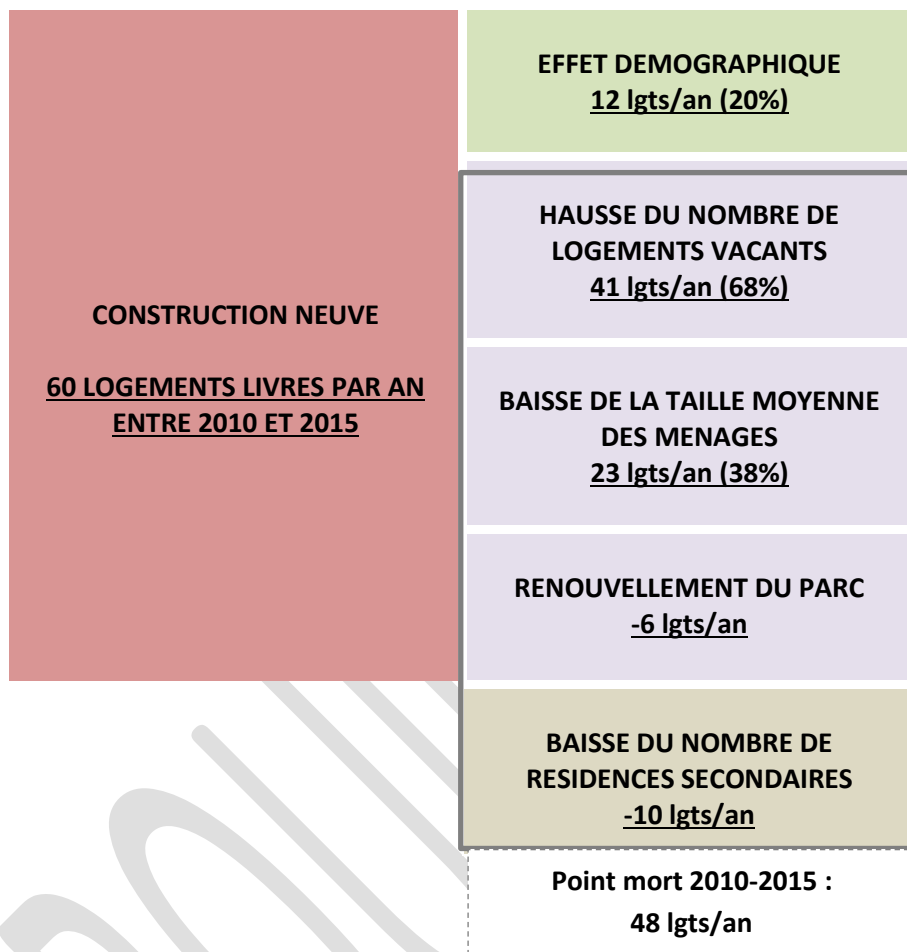 CONSTRUCTION NEUVE
60 LOGEMENTS LIVRES PAR AN
ENTRE 2010 ET 2015
EFFET DEMOGRAPHIQUE
12 lgts/an (20%)
HAUSSE DU NOMBRE DE
LOGEMENTS VACANTS
41 lgts/an (68%)
BAISSE DE LA TAILLE MOYENNE
DES MENAGES
23 lgts/an (38%)
RENOUVELLEMENT DU PARC
-6 lgts/an
BAISSE DU NOMBRE DE
RESIDENCES SECONDAIRES
-10 lgts/an
Point mort 2010-2015 :
48 lgts/an